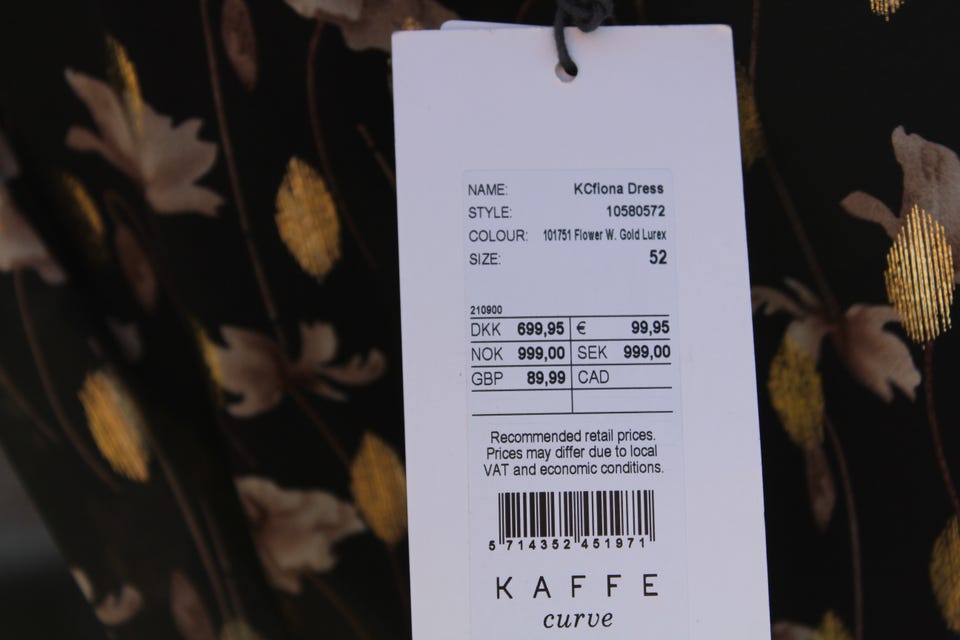 NAME: KCfiona Dress
STYLE: 10580572
COLOUR: 101751 Flower W. Gold Lurex
SIZE: 52
210900
DKK 699,95 € 99,95
NOK 999,00 SEK 999,00
GBP 89,99 CAD
Recommended retail prices.
Prices may differ due to local
VAT and economic conditions.
5 714352 451971
KAFFE
curve